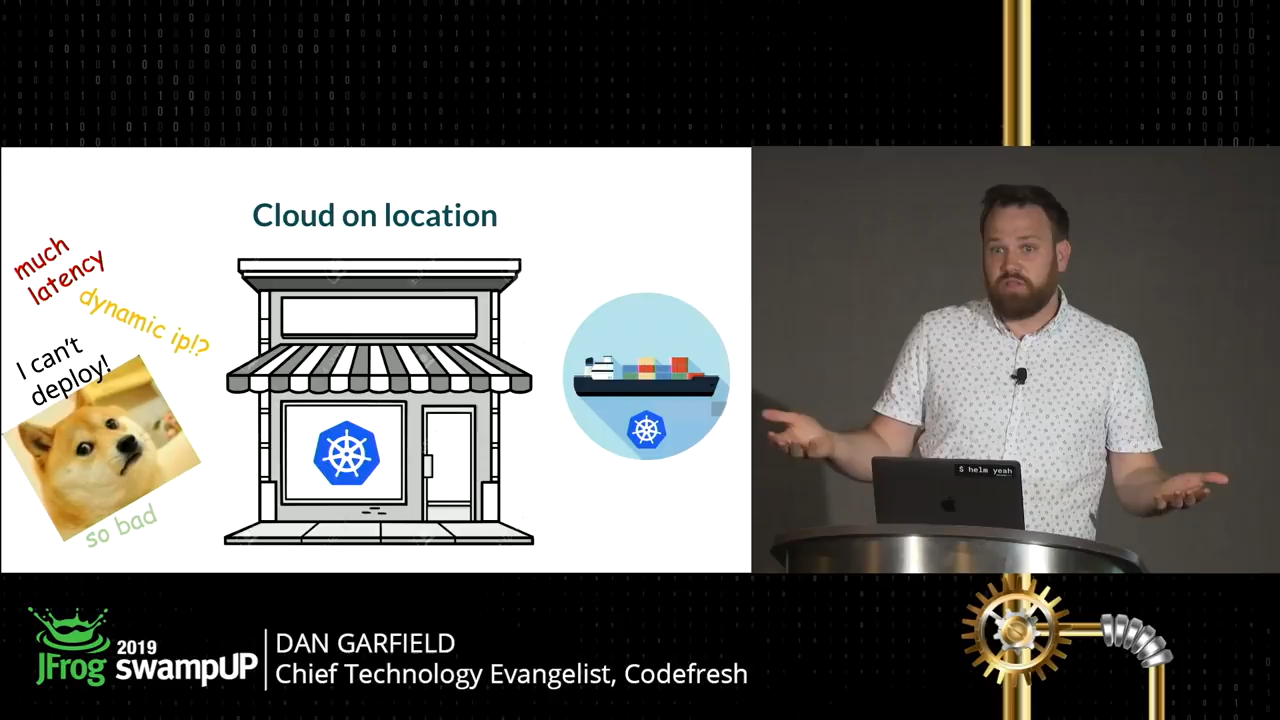 Cloud on location
much
latency
dynamic ip!?
I can't
deploy!
so bad
$ helm yeah
2019
JFrog swampUP
DAN GARFIELD
Chief Technology Evangelist, Codefresh